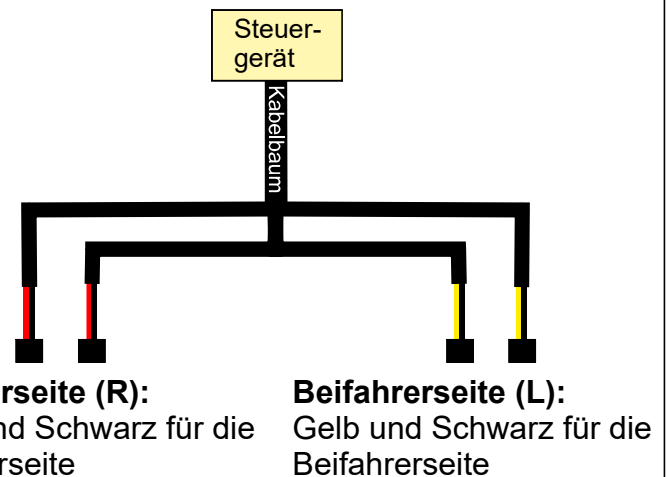 Steuer-
gerät
Kabelbaum
rseite (R):
nd Schwarz für die
rseite
Beifahrerseite (L):
Gelb und Schwarz für die
Beifahrerseite